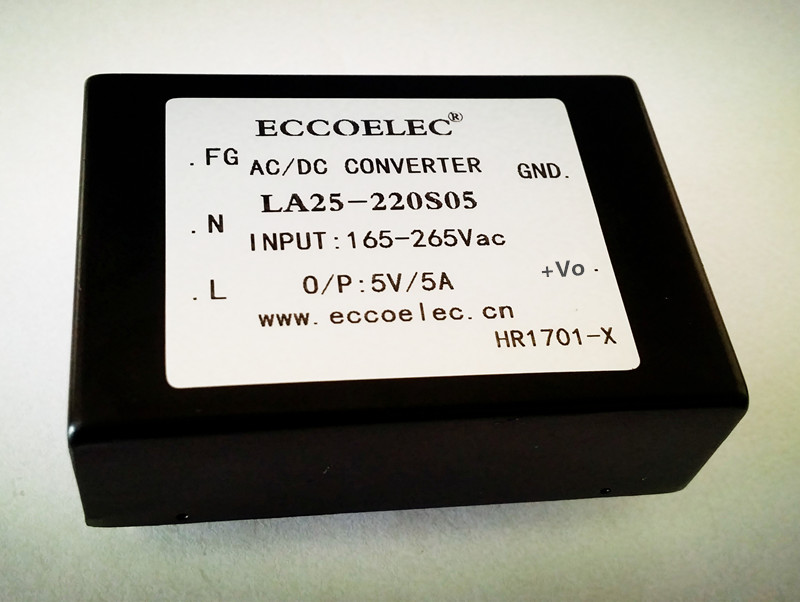 ECCOELEC®
.FG AC/DC CONVERTER GND.
LA25-220S05
.N INPUT:165-265Vac
.L O/P:5V/5A +Vo.
www.eccoelec.cn
HR1701-X